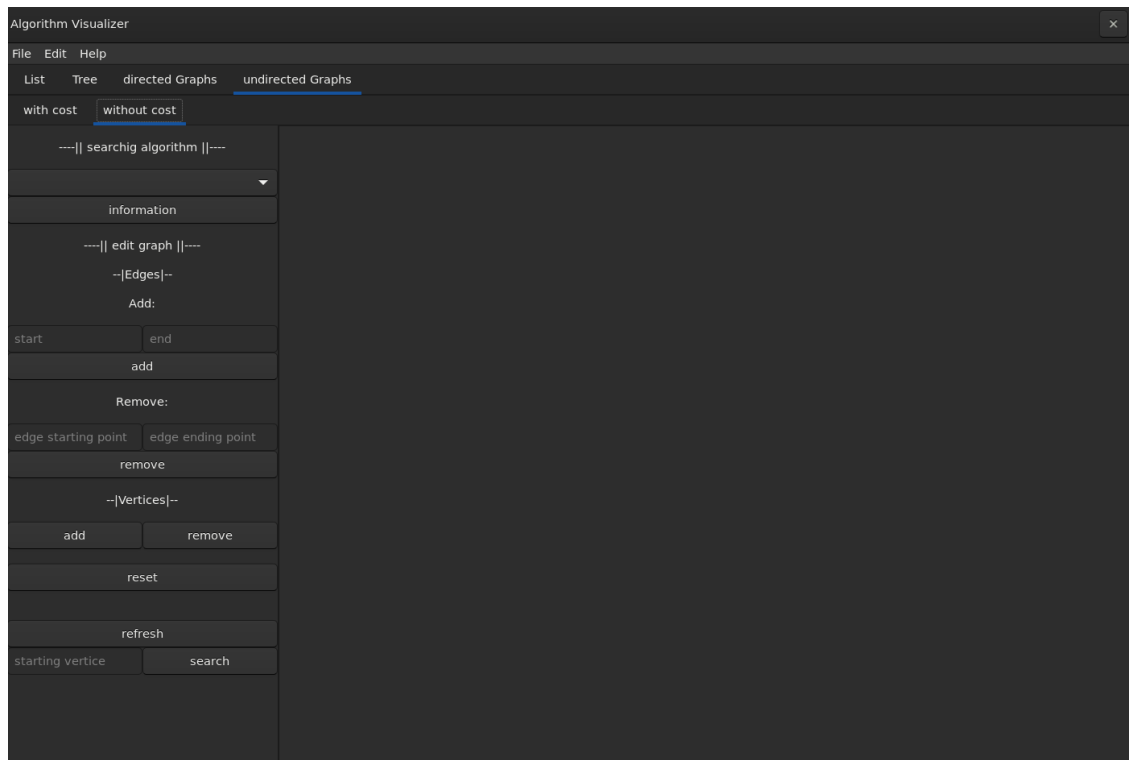 Algorithm Visualizer ×
File Edit Help
List Tree directed Graphs undirected Graphs
with cost without cost
----|| searchig algorithm ||----
information
----|| edit graph ||----
--|Edges|--
Add:
start end
add
Remove:
edge starting point edge ending point
remove
--|Vertices|--
add remove
reset
refresh
starting vertice search